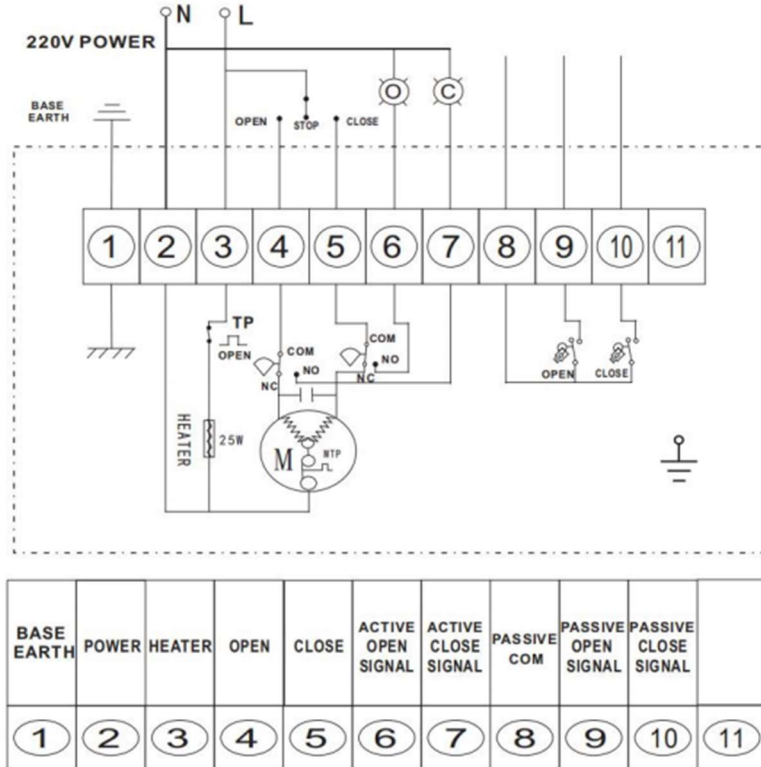 N L
220V POWER
O C
BASE
EARTH
OPEN STOP CLOSE
1 2 3 4 5 6 7 8 9 10 11
TP
OPEN
COM
NO
NC
COM
NO
NC
OPEN CLOSE
HEATER
25W
M MTP
BASE
EARTH
POWER
HEATER
OPEN
CLOSE
ACTIVE
OPEN
SIGNAL
ACTIVE
CLOSE
SIGNAL
PASSIVE
COM
PASSIVE
OPEN
SIGNAL
PASSIVE
CLOSE
SIGNAL
1 2 3 4 5 6 7 8 9 10 11